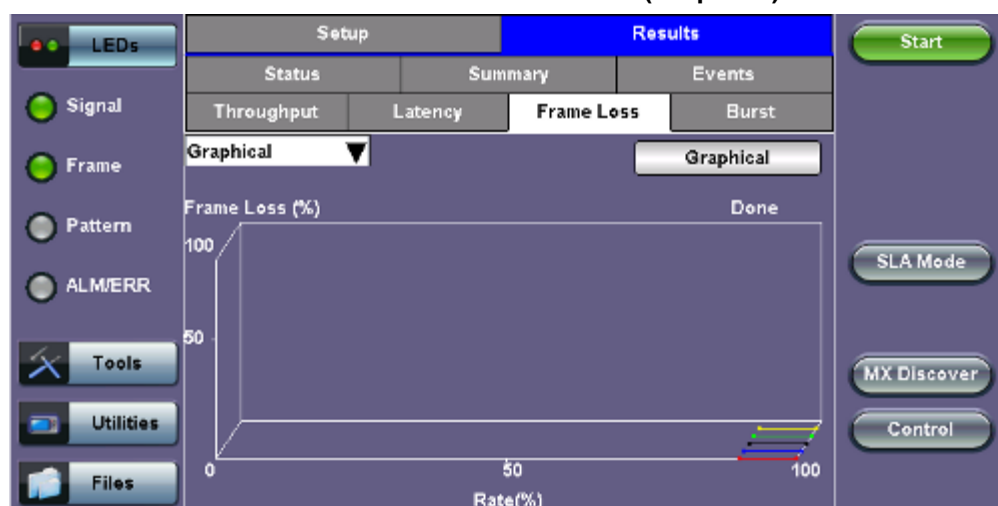 LEDs
Signal
Frame
Pattern
ALM/ERR
Tools
Utilities
Files
Setup Results
Status Summary Events
Throughput Latency Frame Loss Burst
Graphical Graphical
Frame Loss (%) Done
100
50
0 50 100
Rate(%)
Start
SLA Mode
MX Discover
Control